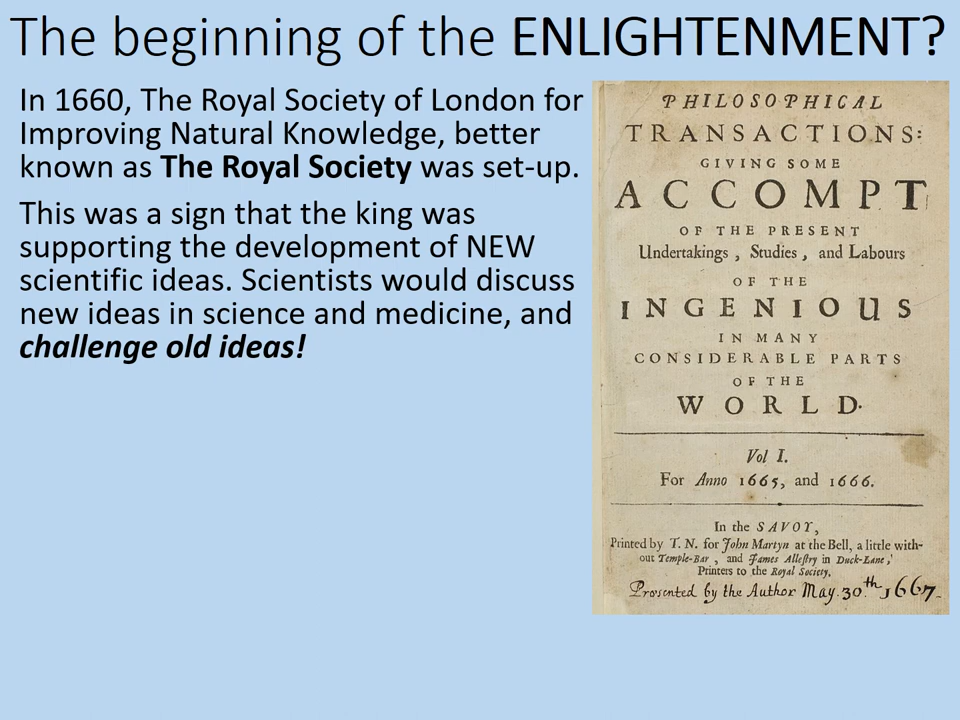 The beginning of the ENLIGHTENMENT?
In 1660, The Royal Society of London for
Improving Natural Knowledge, better
known as The Royal Society was set-up.
This was a sign that the king was
supporting the development of NEW
scientific ideas. Scientists would discuss
new ideas in science and medicine, and
challenge old ideas!
PHILOSOPHICAL
TRANSACTIONS:
GIVING SOME
ACCOMPT
OF THE PRESENT
Undertakings, Studies, and Labours
OF THE
INGENIOUS
IN MANY
CONSIDERABLE PARTS
OF THE
WORLD.
Vol I.
For Anno 1665, and 1666.
In the SAVOY,
Printed by T. N. for John Martyn at the Bell, a little with-
out Temple-Bar, and James Allestry in Duck-Lane,
Printers to the Royal Society.
Presented by the Author May. 30.th 1667.